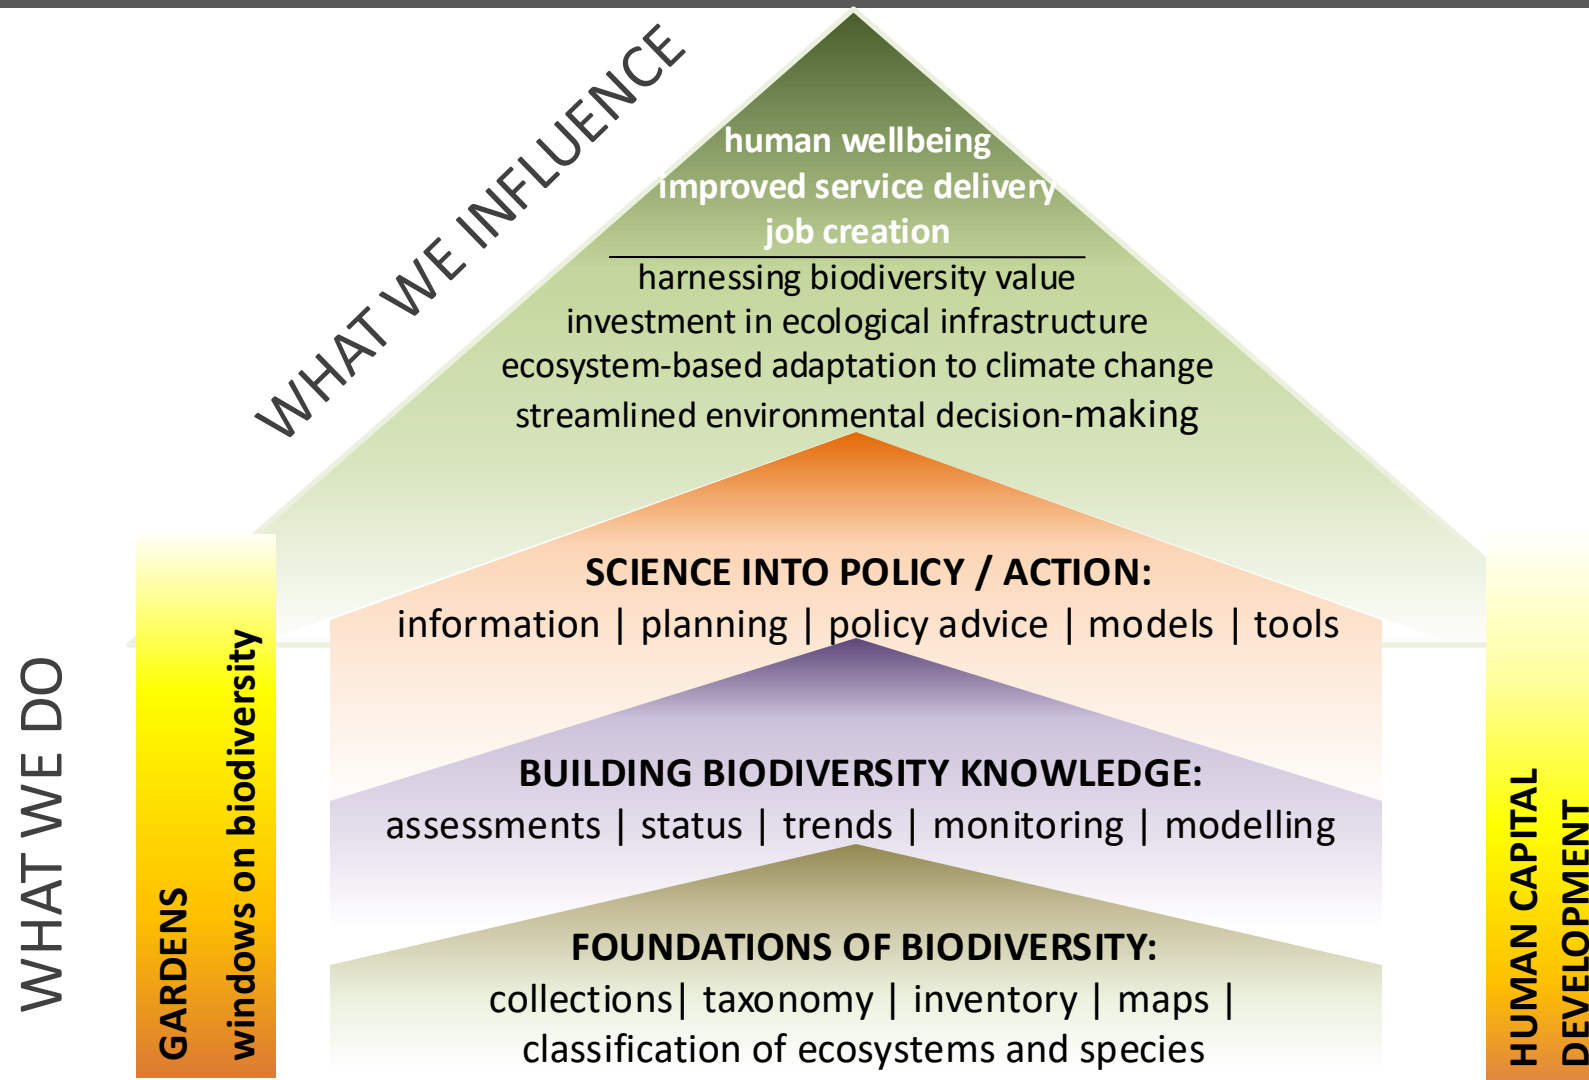 WHAT WE INFLUENCE
human wellbeing
improved service delivery
job creation
harnessing biodiversity value
investment in ecological infrastructure
ecosystem-based adaptation to climate change
streamlined environmental decision-making
SCIENCE INTO POLICY / ACTION:
information | planning | policy advice | models | tools
BUILDING BIODIVERSITY KNOWLEDGE:
assessments | status | trends | monitoring | modelling
FOUNDATIONS OF BIODIVERSITY:
collections| taxonomy | inventory | maps |
classification of ecosystems and species
WHAT WE DO
GARDENS
windows on biodiversity
HUMAN CAPITAL
DEVELOPMENT